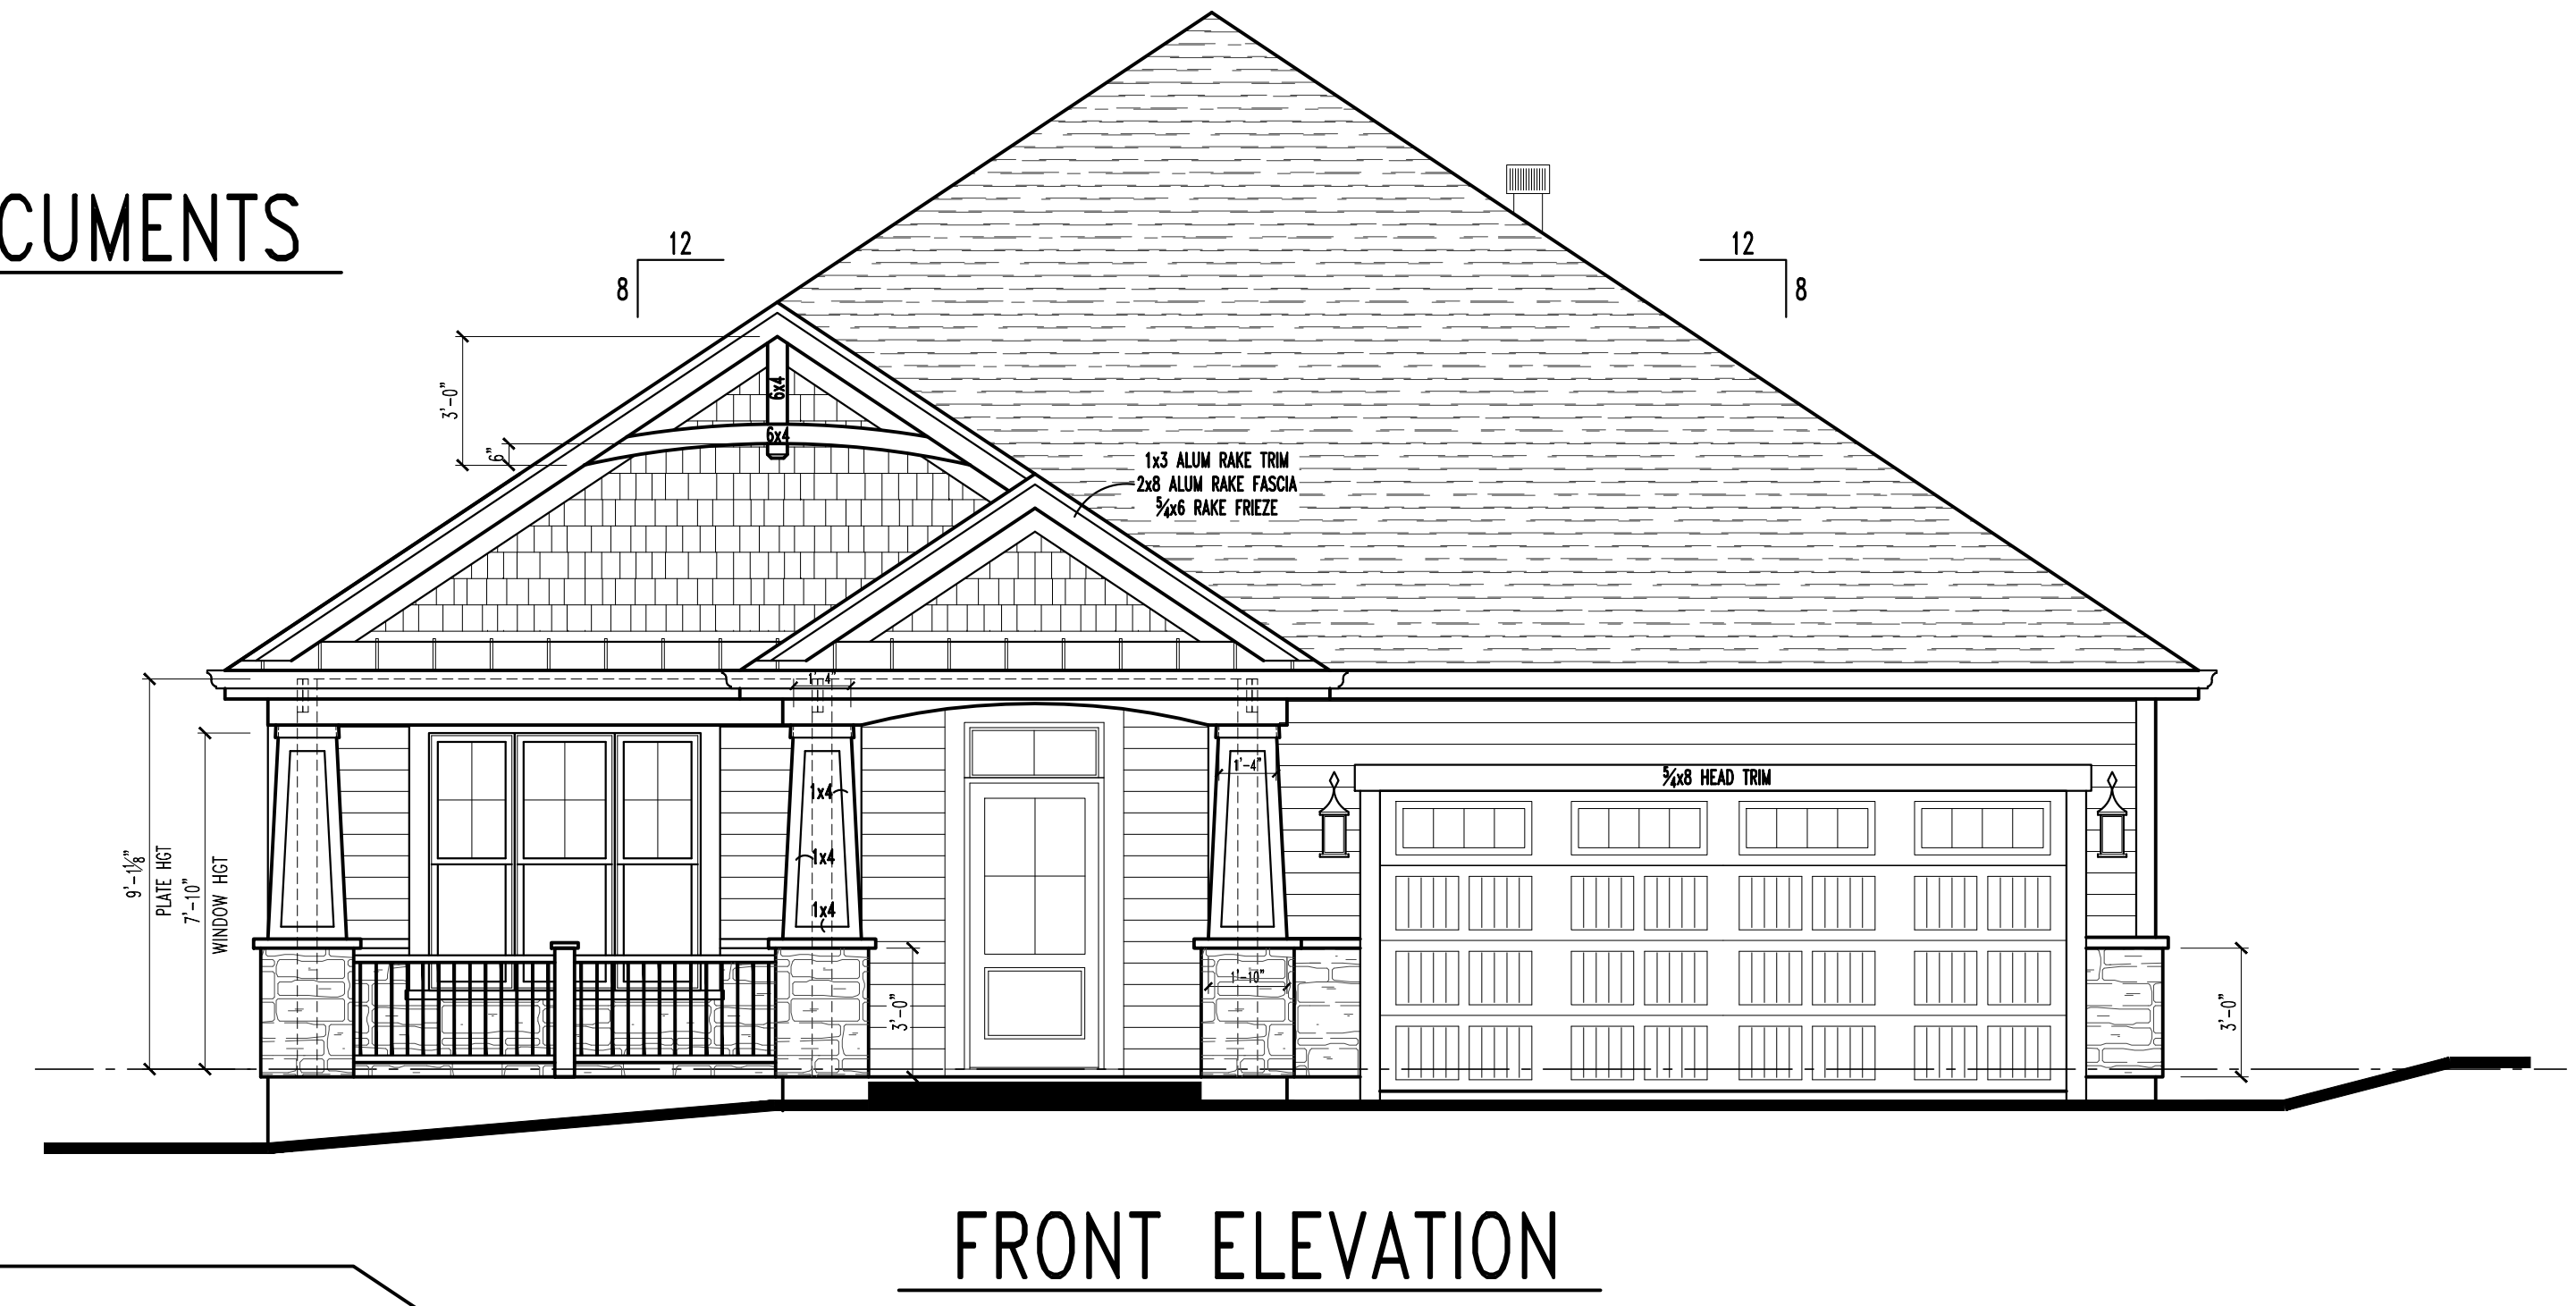 CUMENTS
12
8
12
8
3'-0"
6x4
6x4
6"
1x3 ALUM RAKE TRIM
2x8 ALUM RAKE FASCIA
5/4x6 RAKE FRIEZE
1'-4"
1'-4"
5/4x8 HEAD TRIM
1x4
1x4
1x4
9'-1⅛"
PLATE HGT
7'-10"
WINDOW HGT
1'-10"
3'-0"
3'-0"
FRONT ELEVATION